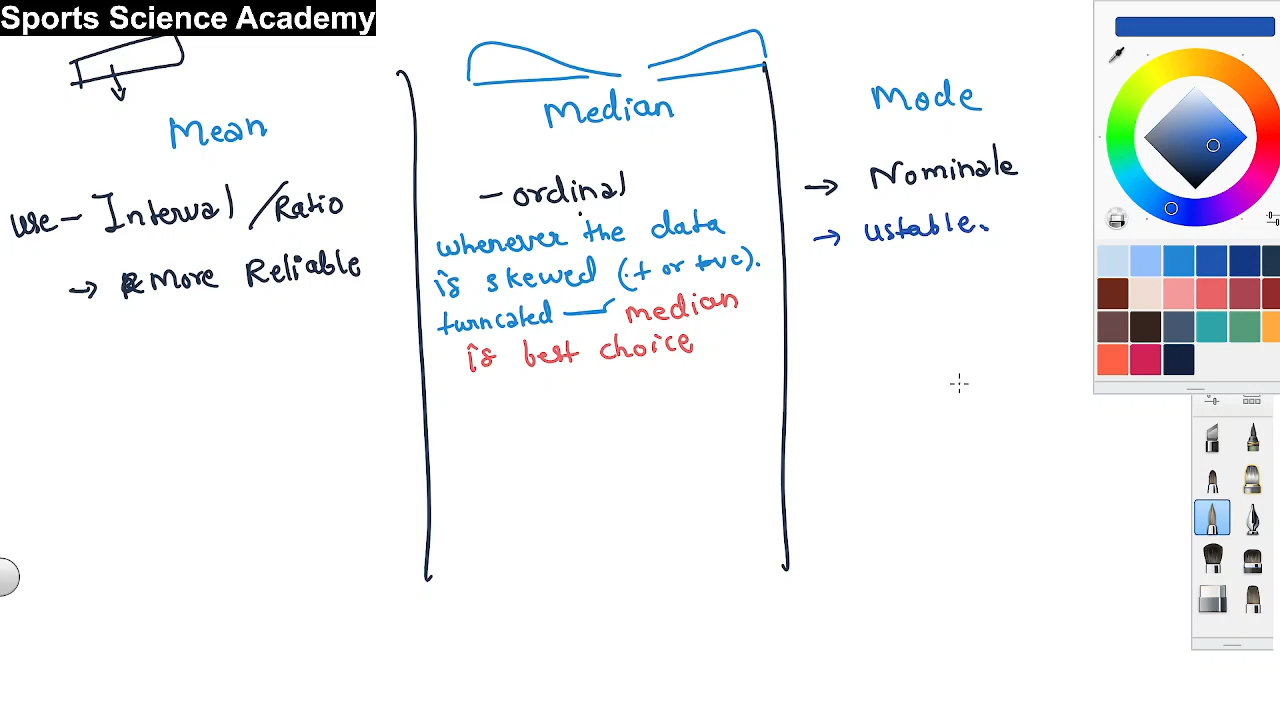 Sports Science Academy
Mean
use - Interval / Ratio
→ More Reliable
Median
- ordinal
whenever the data
is skewed (.+ or +ve).
turncated — median
is best choice
Mode
→ Nominale
→ ustable.